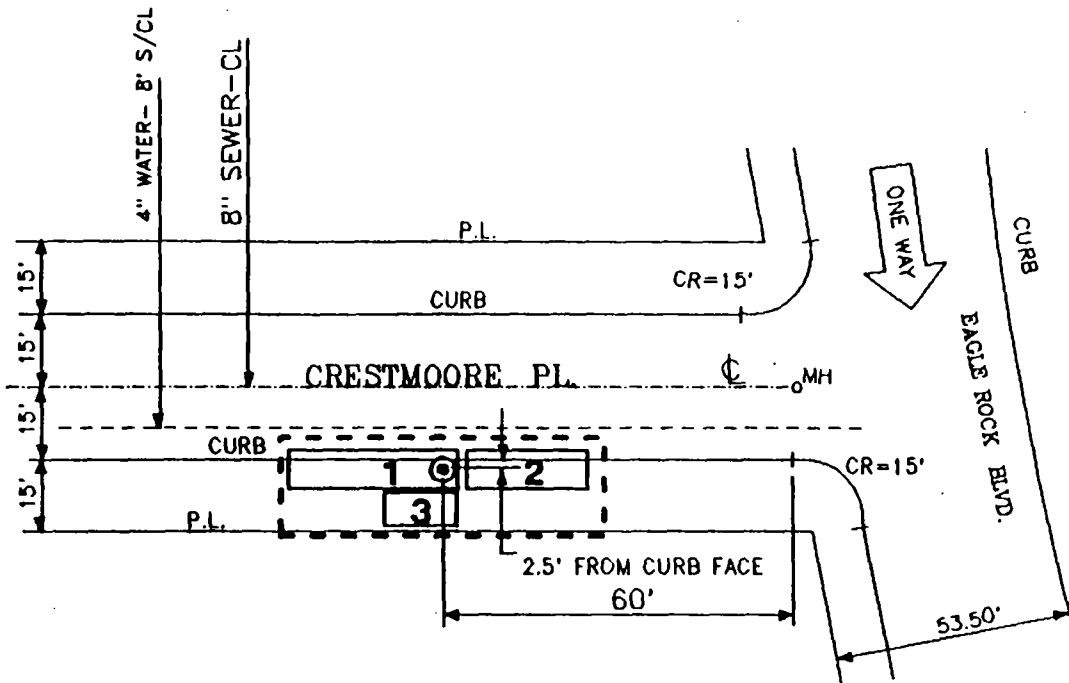 4" WATER- 8' S/CL
8" SEWER-CL
P.L.
15'
CURB
CR=15'
ONE WAY
CURB
15'
CRESTMOORE PL.
℄
MH
EAGLE ROCK BLVD.
15'
CURB
1
2
CR=15'
15'
3
P.L.
2.5' FROM CURB FACE
60'
53.50'